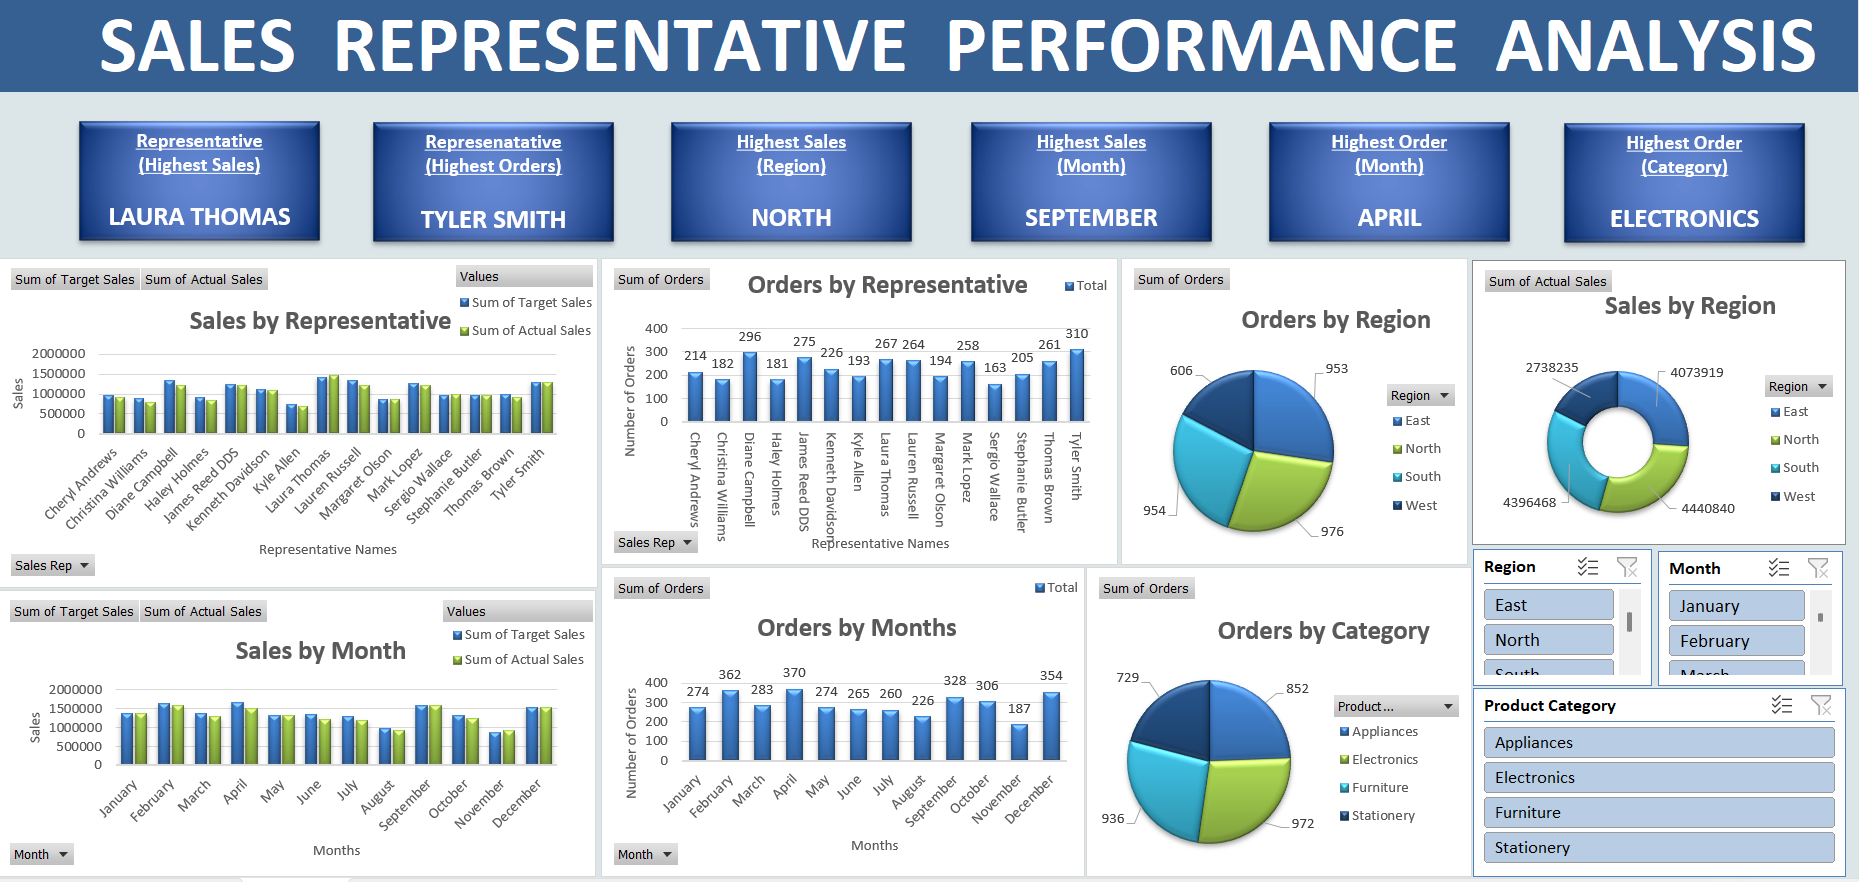 SALES REPRESENTATIVE PERFORMANCE ANALYSIS
Representative
(Highest Sales)
LAURA THOMAS
Represenatative
(Highest Orders)
TYLER SMITH
Highest Sales
(Region)
NORTH
Highest Sales
(Month)
SEPTEMBER
Highest Order
(Month)
APRIL
Highest Order
(Category)
ELECTRONICS
Sum of Target Sales
Sum of Actual Sales
Values
Sum of Target Sales
Sum of Actual Sales
Sales by Representative
Sales
2000000
1500000
1000000
500000
0
Cheryl Andrews
Christina Williams
Diane Campbell
Haley Holmes
James Reed DDS
Kenneth Davidson
Kyle Allen
Laura Thomas
Lauren Russell
Margaret Olson
Mark Lopez
Sergio Wallace
Stephanie Butler
Thomas Brown
Tyler Smith
Representative Names
Sales Rep
Sum of Orders
Orders by Representative
Total
Nnumber of Orders
400
300
200
100
0
214
182
296
181
275
226
193
267
264
194
258
163
205
261
310
Cheryl Andrews
Christina Williams
Diane Campbell
Haley Holmes
James Reed DDS
Kenneth Davidson
Kyle Allen
Laura Thomas
Lauren Russell
Margaret Olson
Mark Lopez
Sergio Wallace
Stephanie Butler
Thomas Brown
Tyler Smith
Sales Rep
Representative Names
Sum of Orders
Orders by Region
606
953
954
976
Region
East
North
South
West
Sum of Actual Sales
Sales by Region
2738235
4073919
4396468
4440840
Region
East
North
South
West
Sum of Target Sales
Sum of Actual Sales
Values
Sum of Target Sales
Sum of Actual Sales
Sales by Month
Sales
2000000
1500000
1000000
500000
0
January
February
March
April
May
June
July
August
September
October
November
December
Months
Month
Sum of Orders
Total
Orders by Months
Number of Orders
400
300
200
100
0
274
362
283
370
274
265
260
226
328
306
187
354
January
February
March
April
May
June
July
August
September
October
November
December
Months
Month
Sum of Orders
Orders by Category
729
852
936
972
Product...
Appliances
Electronics
Furniture
Stationery
Region
East
North
South
Month
January
February
March
Product Category
Appliances
Electronics
Furniture
Stationery